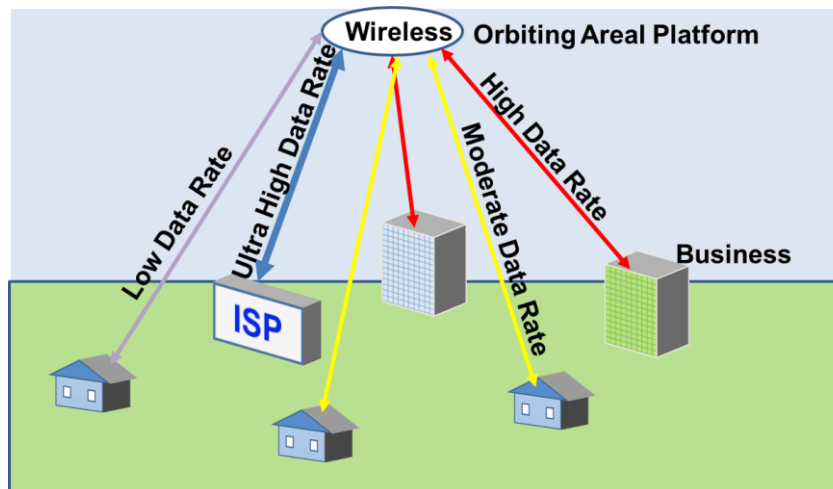 Wireless
Orbiting Areal Platform
Low Data Rate
Ultra High Data Rate
Moderate Data Rate
High Data Rate
Business
ISP